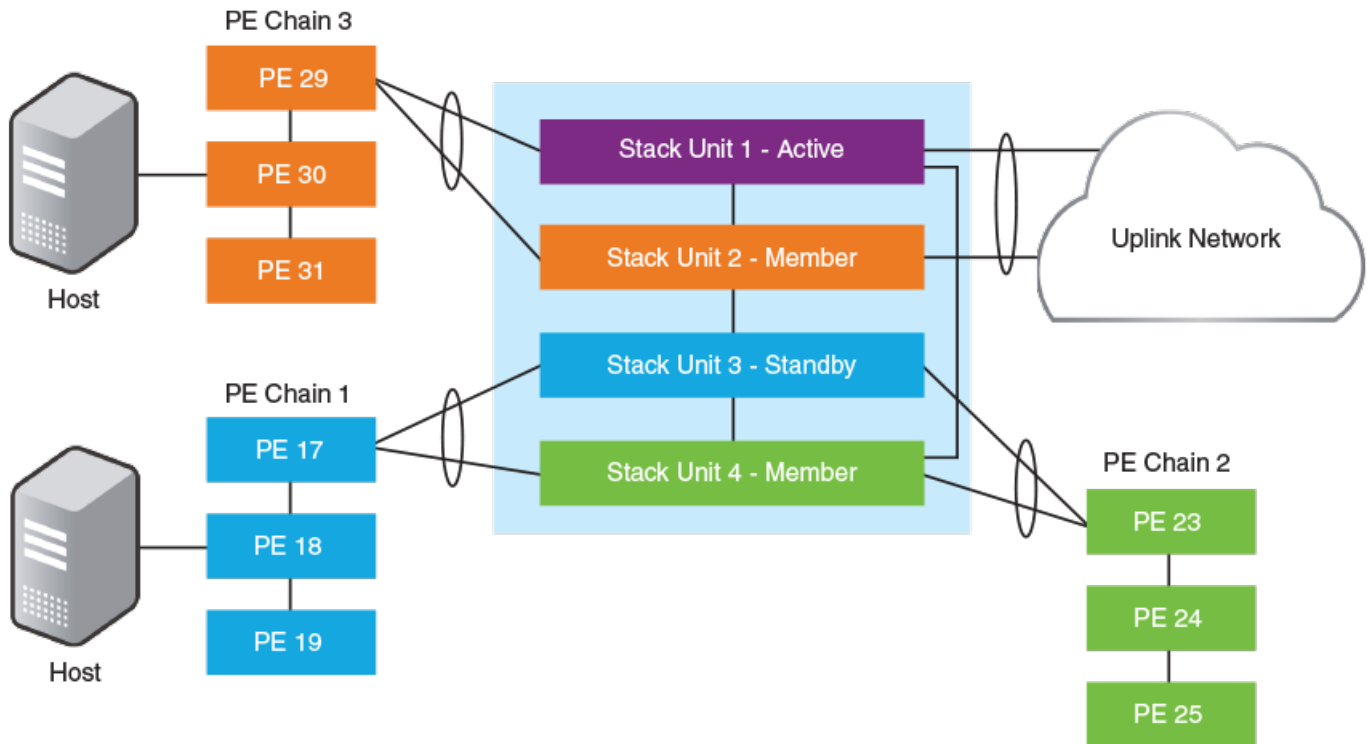 PE Chain 3
PE 29
PE 30
PE 31
Host
PE Chain 1
PE 17
PE 18
PE 19
Host
Stack Unit 1 - Active
Stack Unit 2 - Member
Stack Unit 3 - Standby
Stack Unit 4 - Member
Uplink Network
PE Chain 2
PE 23
PE 24
PE 25